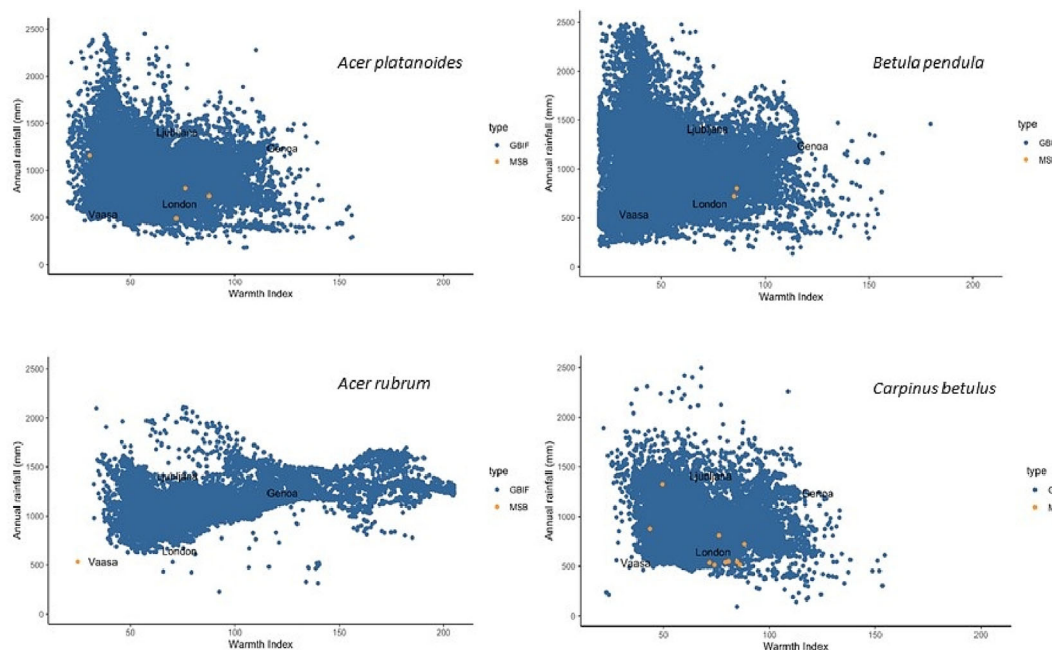 Acer platanoides
Annual rainfall (mm)
2500
2000
1500
1000
500
0
Ljubljana
Genoa
London
Vaasa
type
GBIF
MSB
50
100
150
200
Warmth Index
Betula pendula
Annual rainfall (mm)
2500
2000
1500
1000
500
0
Ljubljana
Genoa
London
Vaasa
type
GB
MS
50
100
150
200
Warmth Index
Acer rubrum
Annual rainfall (mm)
2500
2000
1500
1000
500
0
Ljubljana
Genoa
London
Vaasa
type
GBIF
MSB
50
100
150
200
Warmth Index
Carpinus betulus
Annual rainfall (mm)
2500
2000
1500
1000
500
0
Ljubljana
Genoa
London
Vaasa
type
G
M
50
100
150
200
Warmth Index